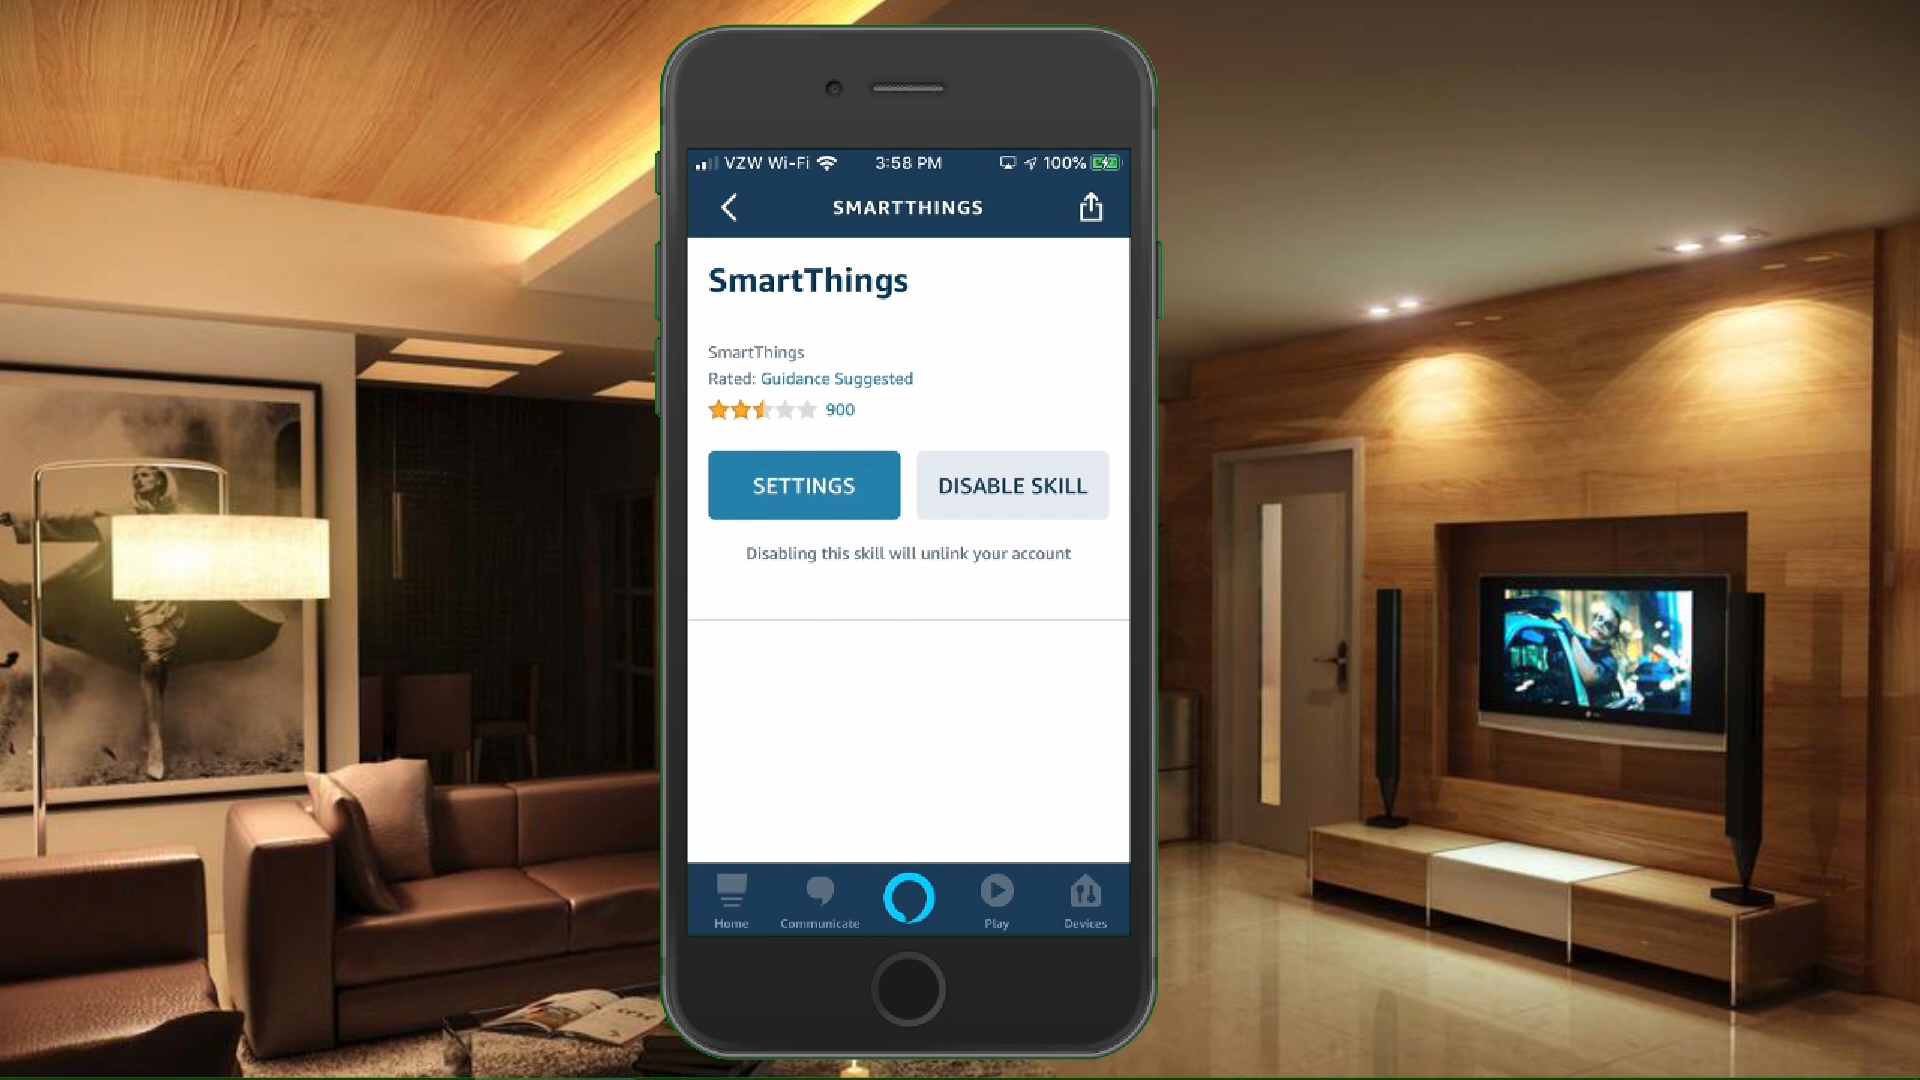 VZW Wi-Fi 3:58 PM 100%
SMARTTHINGS
SmartThings
SmartThings
Rated: Guidance Suggested
900
SETTINGS DISABLE SKILL
Disabling this skill will unlink your account
Home Communicate Play Devices